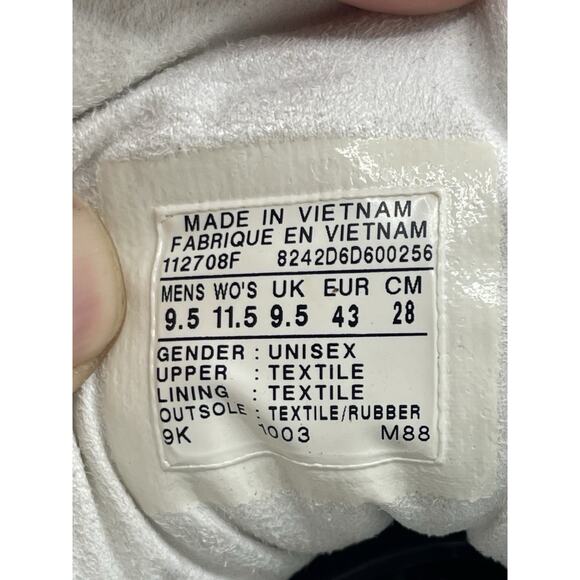 MADE IN VIETNAM
FABRIQUE EN VIETNAM
112708F 8242D6D600256
MENS WO'S UK EUR CM
9.5 11.5 9.5 43 28
GENDER : UNISEX
UPPER : TEXTILE
LINING : TEXTILE
OUTSOLE : TEXTILE/RUBBER
9K 1003 M88